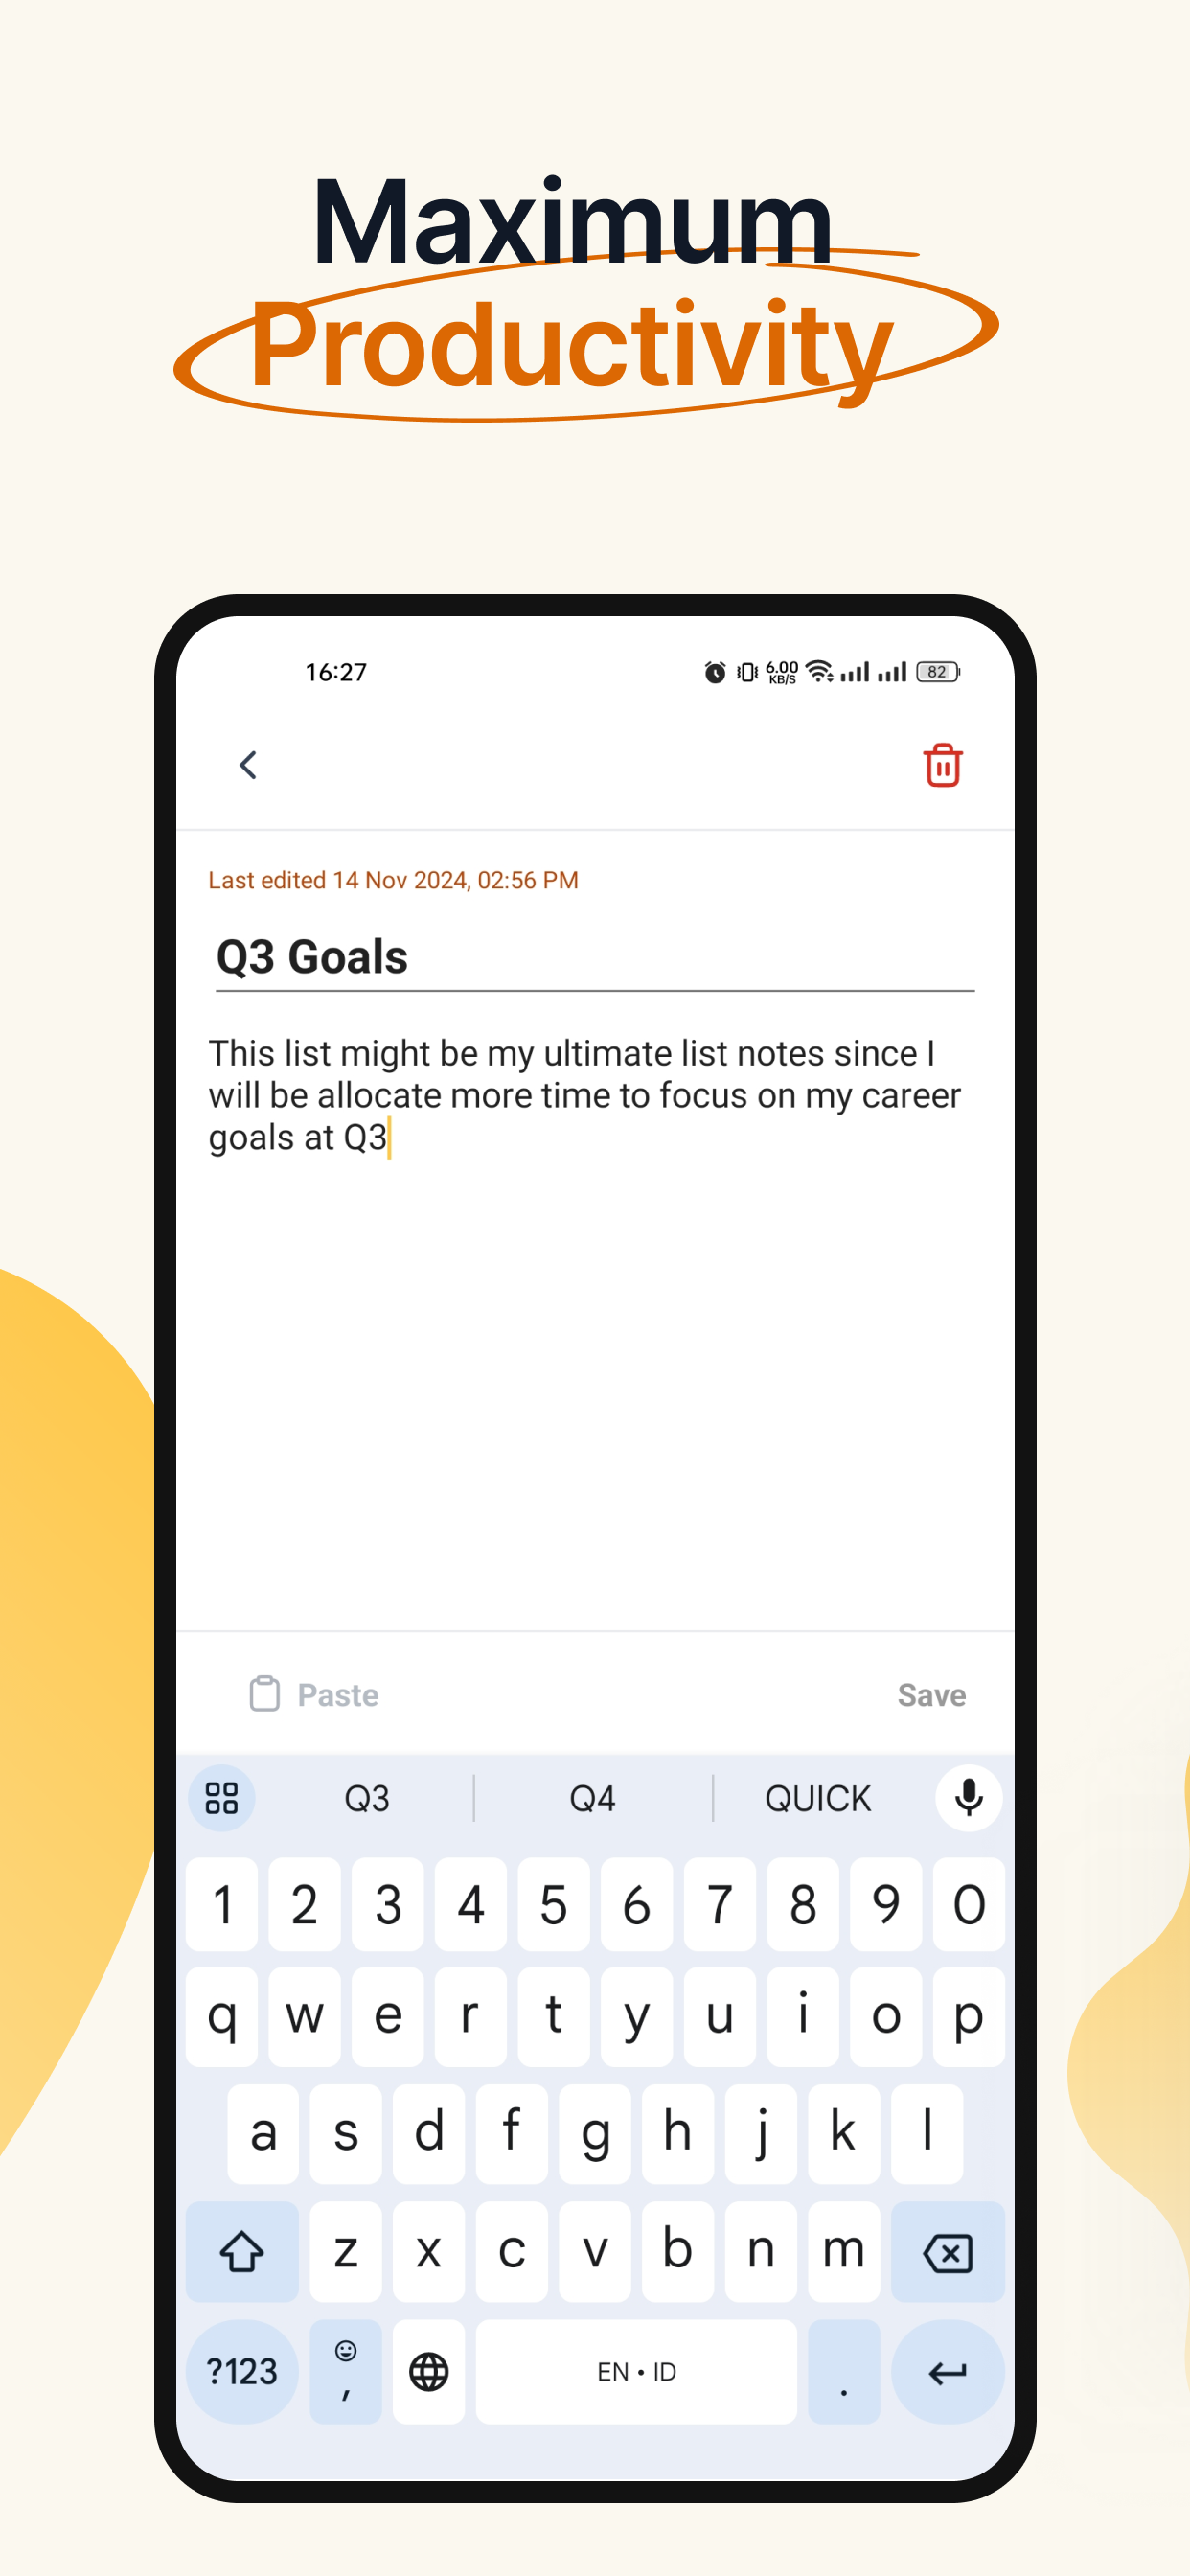 Maximum
Productivity
16:27
6.00
KB/S
82
Last edited 14 Nov 2024, 02:56 PM
Q3 Goals
This list might be my ultimate list notes since I
will be allocate more time to focus on my career
goals at Q3
Paste
Save
Q3
Q4
QUICK
1 2 3 4 5 6 7 8 9 0
q w e r t y u i o p
a s d f g h j k l
z x c v b n m
?123 , EN • ID .